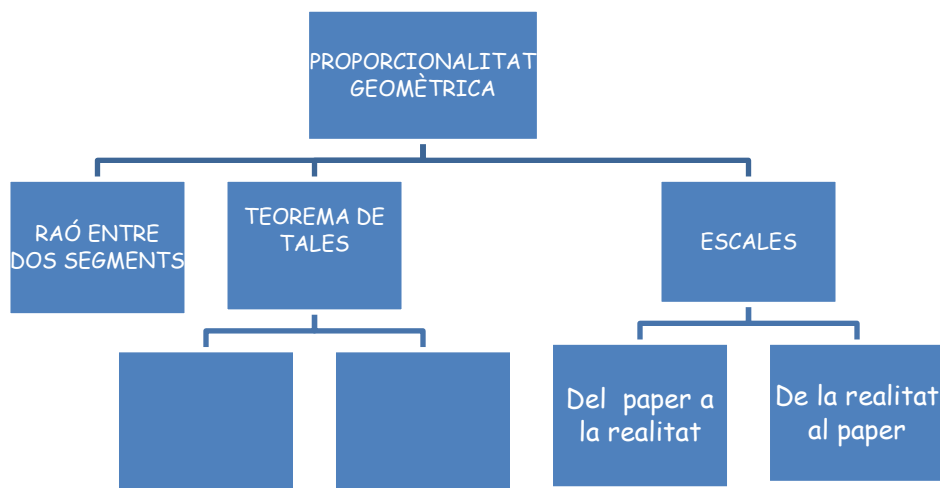 PROPORCIONALITAT
GEOMÈTRICA
RAÓ ENTRE
DOS SEGMENTS
TEOREMA DE
TALES
ESCALES
Del paper a
la realitat
De la realitat
al paper